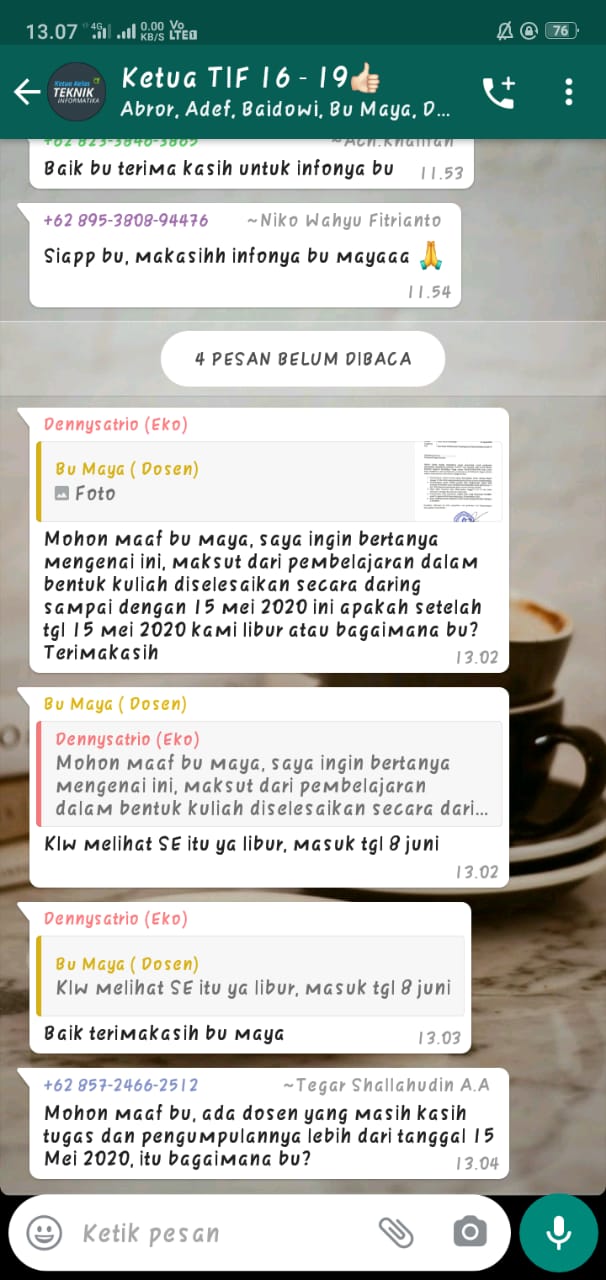 13.07 4G 0.00 KB/S Vo LTE 76
Ketua TIF 16 - 19👍🏻
Ketua Kelas
TEKNIK
INFORMATIKA
Abror, Adef, Baidowi, Bu Maya, D...
+62 823-3846-3865 ~Ach.Khalifah
Baik bu terima kasih untuk infonya bu 11.53
+62 895-3808-94476 ~Niko Wahyu Fitrianto
Siapp bu, makasihh infonya bu mayaaa 🙏
11.54
4 PESAN BELUM DIBACA
Dennysatrio (Eko)
Bu Maya ( Dosen)
Foto
Mohon maaf bu maya, saya ingin bertanya
mengenai ini, maksut dari pembelajaran dalam
bentuk kuliah diselesaikan secara daring
sampai dengan 15 mei 2020 ini apakah setelah
tgl 15 mei 2020 kami libur atau bagaimana bu?
Terimakasih 13.02
Bu Maya ( Dosen)
Dennysatrio (Eko)
Mohon maaf bu maya, saya ingin bertanya
mengenai ini, maksut dari pembelajaran
dalam bentuk kuliah diselesaikan secara dari...
Klw melihat SE itu ya libur, masuk tgl 8 juni
13.02
Dennysatrio (Eko)
Bu Maya ( Dosen)
Klw melihat SE itu ya libur, masuk tgl 8 juni
Baik terimakasih bu maya 13.03
+62 857-2466-2512 ~Tegar Shallahudin A.A
Mohon maaf bu, ada dosen yang masih kasih
tugas dan pengumpulannya lebih dari tanggal 15
Mei 2020, itu bagaimana bu? 13.04
Ketik pesan